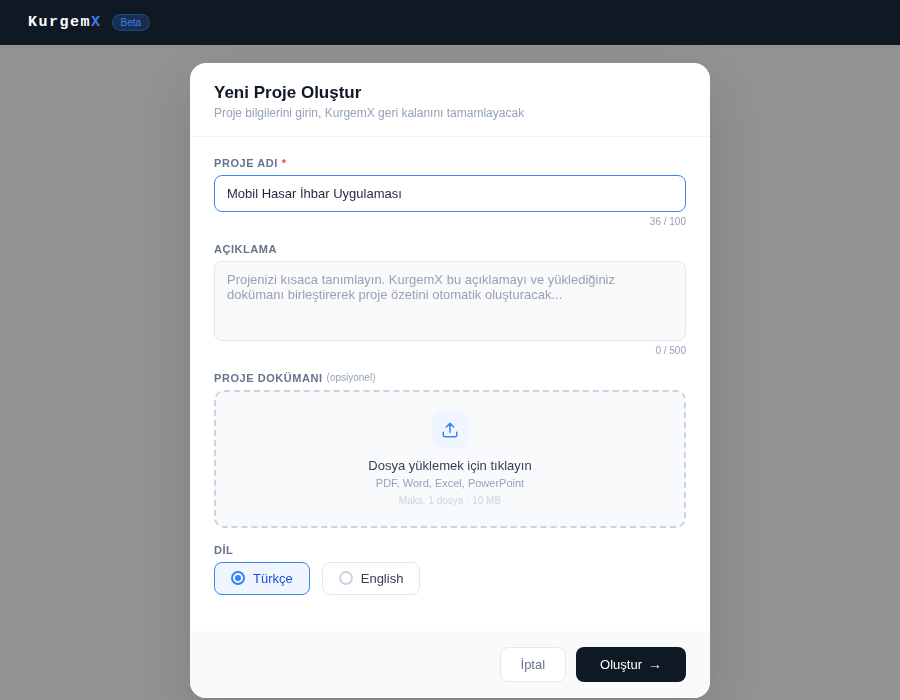 KurgemX Beta
Yeni Proje Oluştur
Proje bilgilerini girin, KurgemX geri kalanını tamamlayacak
PROJE ADI *
Mobil Hasar İhbar Uygulaması
36 / 100
AÇIKLAMA
Projenizi kısaca tanımlayın. KurgemX bu açıklamayı ve yüklediğiniz
dokümanı birleştirerek proje özetini otomatik oluşturacak...
0 / 500
PROJE DOKÜMANI (opsiyonel)
Dosya yüklemek için tıklayın
PDF, Word, Excel, PowerPoint
Maks. 1 dosya · 10 MB
DİL
Türkçe English
İptal Oluştur →